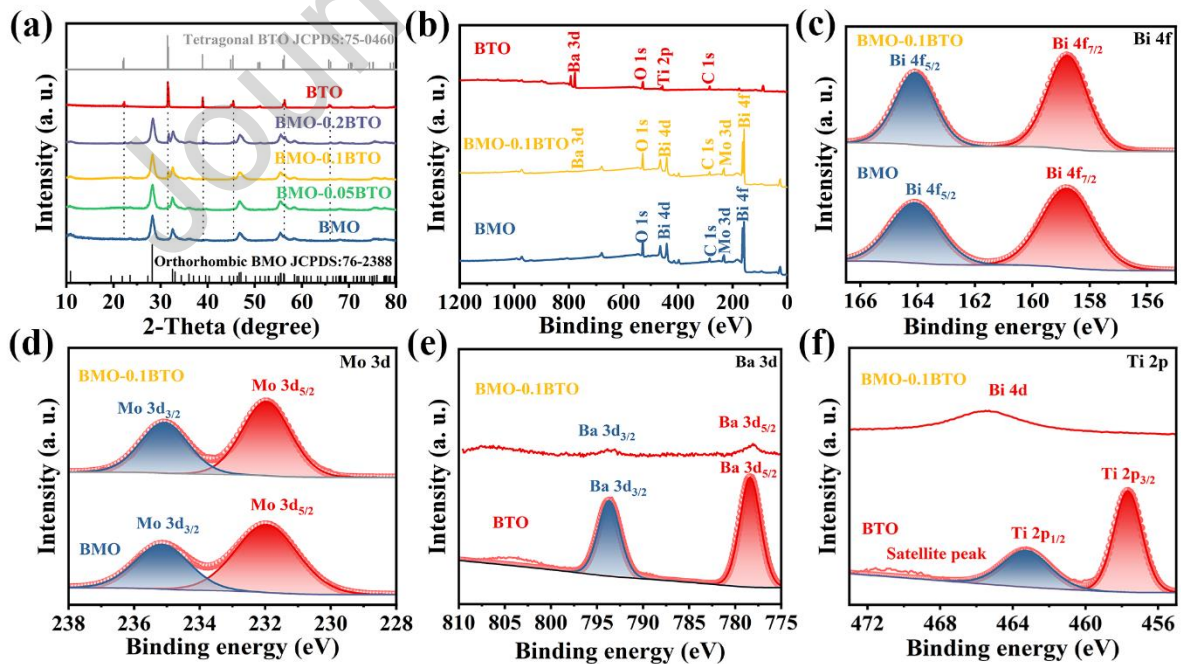 (a)
Journ
Tetragonal BTO JCPDS:75-0460
BTO
BMO-0.2BTO
BMO-0.1BTO
BMO-0.05BTO
BMO
Orthorhombic BMO JCPDS:76-2388
10 20 30 40 50 60 70 80
2-Theta (degree)
Intensity (a. u.)
(b)
BTO
Ba 3d
O 1s
Ti 2p
C 1s
Bi 4f
BMO-0.1BTO
Ba 3d
O 1s
Bi 4d
C 1s
Mo 3d
Bi 4f
BMO
O 1s
Bi 4d
C 1s
Mo 3d
Bi 4f
1200 1000 800 600 400 200 0
Binding energy (eV)
Intensity (a. u.)
(c)
Bi 4f
BMO-0.1BTO
Bi 4f5/2
Bi 4f7/2
BMO
Bi 4f5/2
Bi 4f7/2
166 164 162 160 158 156
Binding energy (eV)
Intensity (a. u.)
(d)
Mo 3d
BMO-0.1BTO
Mo 3d3/2
Mo 3d5/2
BMO
Mo 3d3/2
Mo 3d5/2
238 236 234 232 230 228
Binding energy (eV)
Intensity (a. u.)
(e)
Ba 3d
BMO-0.1BTO
Ba 3d3/2
Ba 3d5/2
BTO
Ba 3d3/2
Ba 3d5/2
810 805 800 795 790 785 780 775
Binding energy (eV)
Intensity (a. u.)
(f)
Ti 2p
BMO-0.1BTO
Bi 4d
BTO
Satellite peak
Ti 2p1/2
Ti 2p3/2
472 468 464 460 456
Binding energy (eV)
Intensity (a. u.)